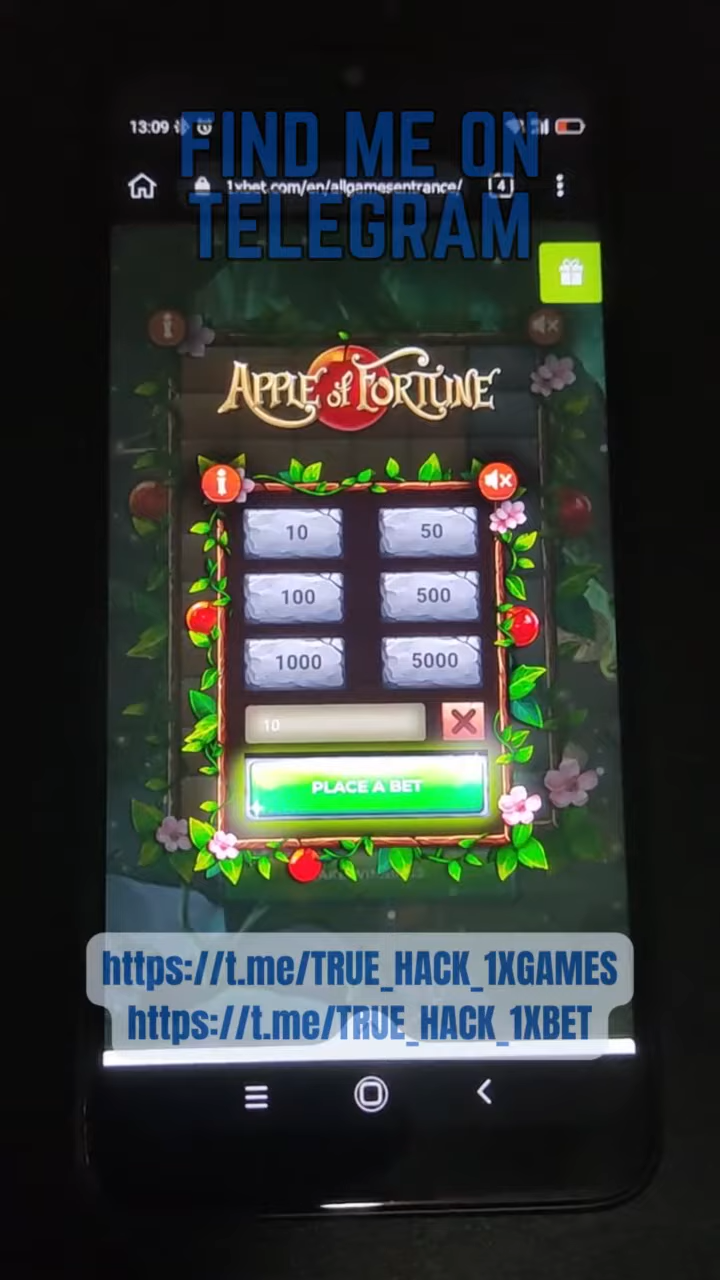 FIND ME ON
TELEGRAM
13:09
1xbet.com/en/allgamesentrance/
4
APPLE of FORTUNE
10
50
100
500
1000
5000
10
PLACE A BET
https://t.me/TRUE_HACK_1XGAMES
https://t.me/TRUE_HACK_1XBET